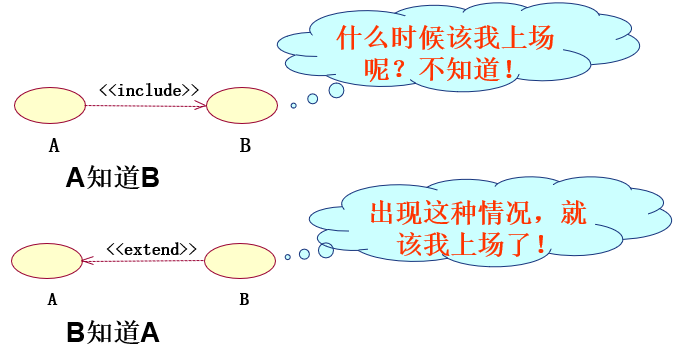 什么时候该我上场
呢？不知道！
<<include>>
A
B
A知道B
出现这种情况，就
该我上场了！
<<extend>>
A
B
B知道A